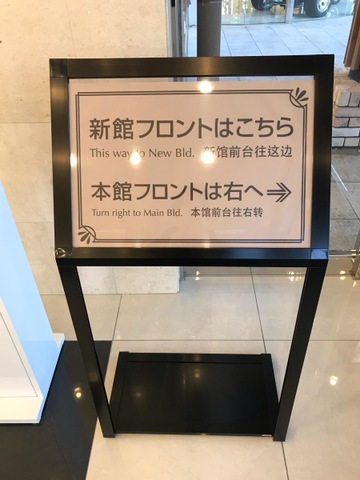 新館フロントはこちら
This way to New Bld. 新馆前台往这边
本館フロントは右へ⇒
Turn right to Main Bld. 本馆前台往右转